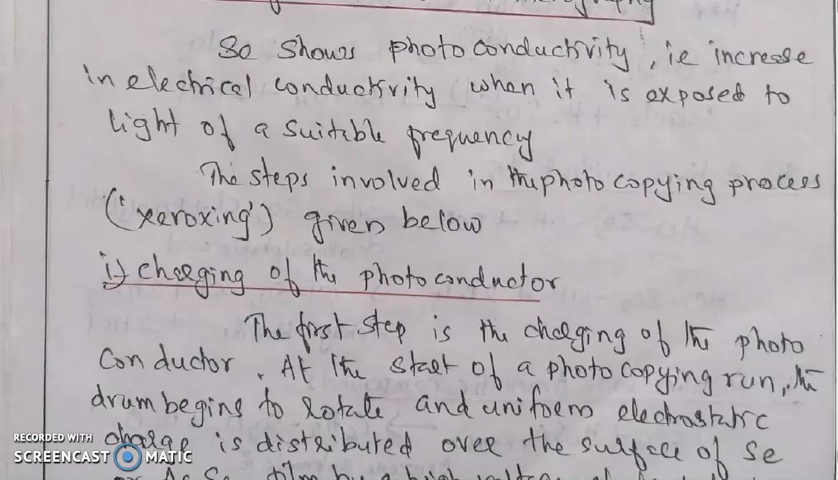 So shows photoconductivity, ie increase
in electrical conductivity when it is exposed to
light of a suitable frequency
The steps involved in the photo copying process
('xeroxing') given below
i) charging of the photoconductor
The first step is the charging of the photo
conductor. At the start of a photocopying run, the
drum begins to rotate and uniform electrostatic
charge is distributed over the surface of Se
RECORDED WITH
SCREENCAST MATIC